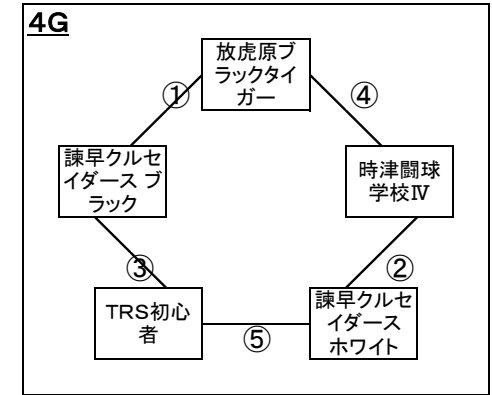 4G
放虎原ブ
ラックタイ
ガー
①
④
諫早クルセ
イダース ブ
ラック
時津闘球
学校Ⅳ
③
②
TRS初心
者
⑤
諫早クルセ
イダース
ホワイト